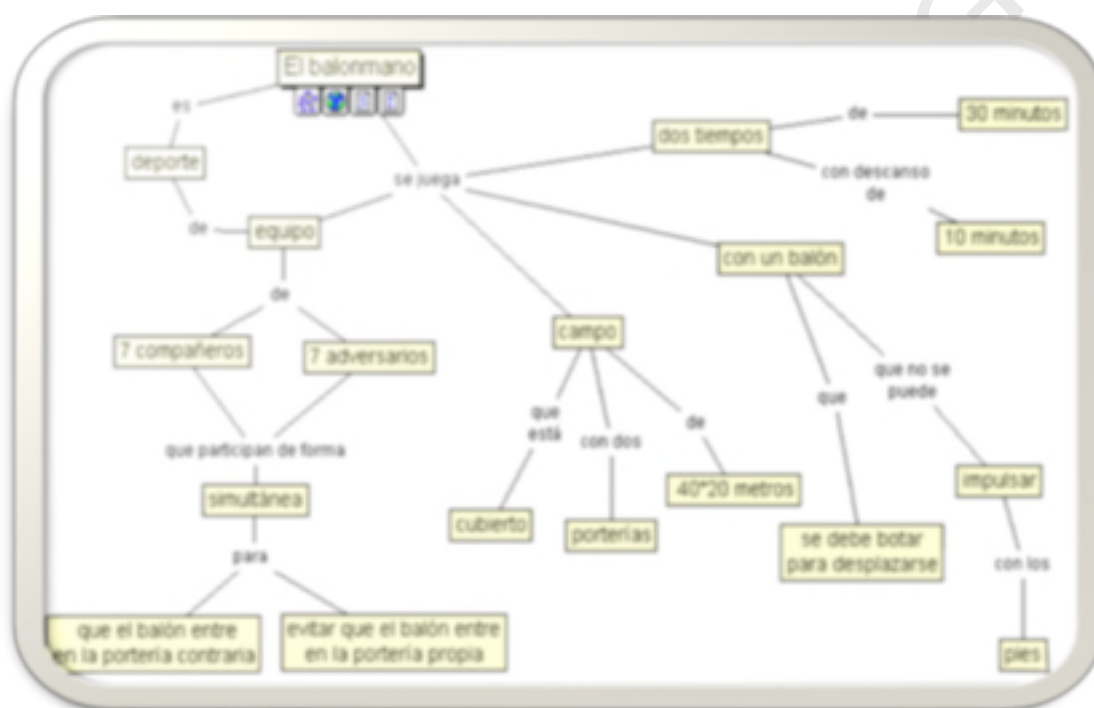 El balonmano
es
deporte
de
equipo
de
7 compañeros
7 adversarios
que participan de forma
simultánea
para
que el balón entre
en la portería contraria
evitar que el balón entre
en la portería propia
se juega
dos tiempos
de
30 minutos
con descanso
de
10 minutos
con un balón
que
se debe botar
para desplazarse
que no se
puede
impulsar
con los
pies
campo
que
está
cubierto
con dos
porterías
de
40*20 metros